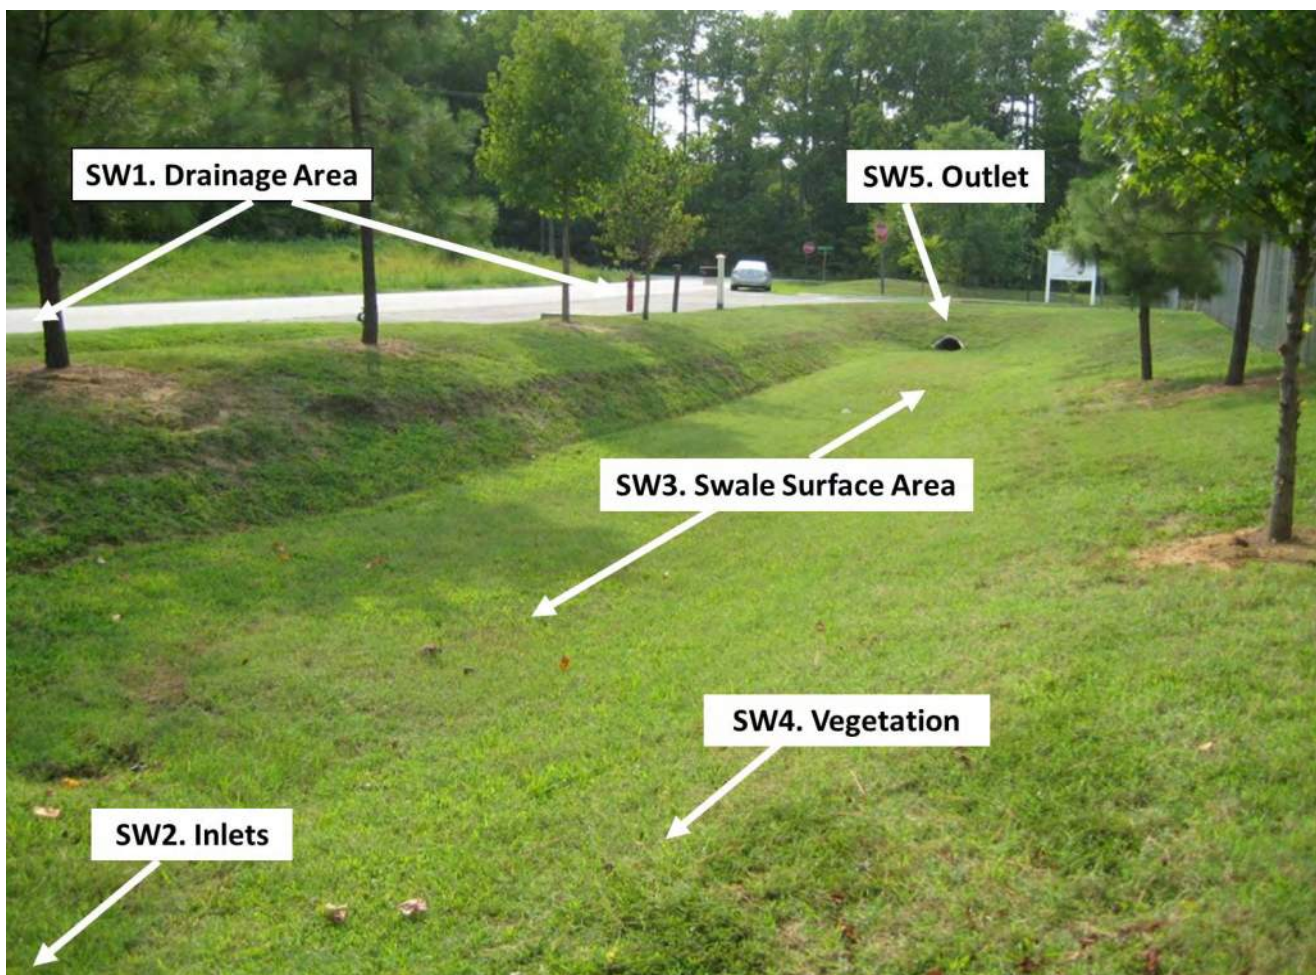 SW1. Drainage Area
SW5. Outlet
SW3. Swale Surface Area
SW4. Vegetation
SW2. Inlets